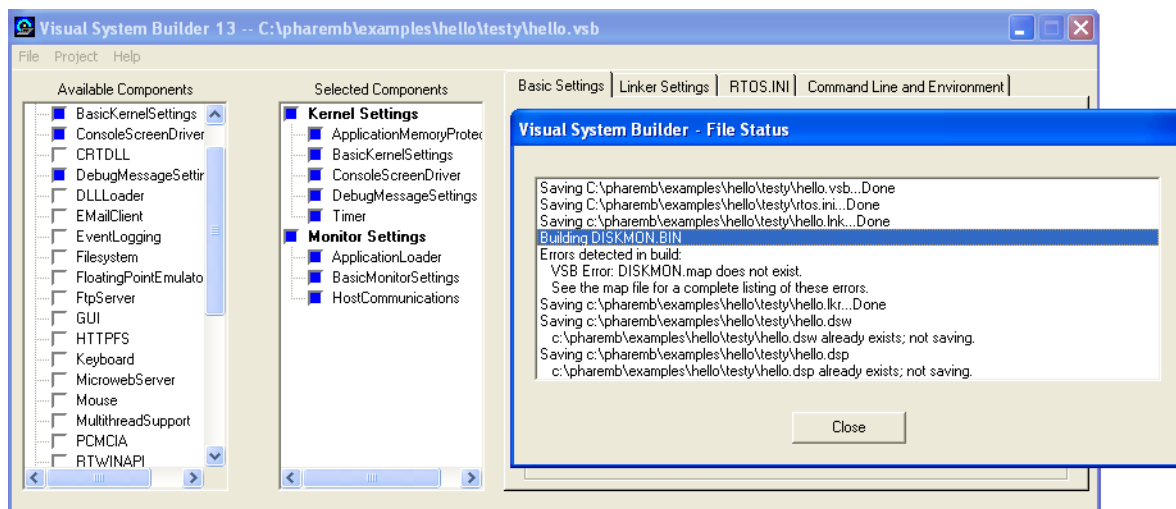 Visual System Builder 13 -- C:\pharemb\examples\hello\testy\hello.vsb
File Project Help
Available Components
BasicKernelSettings
ConsoleScreenDriver
CRTDLL
DebugMessageSettir
DLLLoader
EMailClient
EventLogging
Filesystem
FloatingPointEmulato
FtpServer
GUI
HTTPFS
Keyboard
MicrowebServer
Mouse
MultithreadSupport
PCMCIA
RTWINAPI
Selected Components
Kernel Settings
ApplicationMemoryProtec
BasicKernelSettings
ConsoleScreenDriver
DebugMessageSettings
Timer
Monitor Settings
ApplicationLoader
BasicMonitorSettings
HostCommunications
Basic Settings Linker Settings RTOS.INI Command Line and Environment
Visual System Builder - File Status
Saving C:\pharemb\examples\hello\testy\hello.vsb...Done
Saving C:\pharemb\examples\hello\testy\rtos.ini...Done
Saving c:\pharemb\examples\hello\testy\hello.lnk...Done
Building DISKMON.BIN
Errors detected in build:
VSB Error: DISKMON.map does not exist.
See the map file for a complete listing of these errors.
Saving c:\pharemb\examples\hello\testy\hello.lkr...Done
Saving c:\pharemb\examples\hello\testy\hello.dsw
c:\pharemb\examples\hello\testy\hello.dsw already exists; not saving.
Saving c:\pharemb\examples\hello\testy\hello.dsp
c:\pharemb\examples\hello\testy\hello.dsp already exists; not saving.
Close